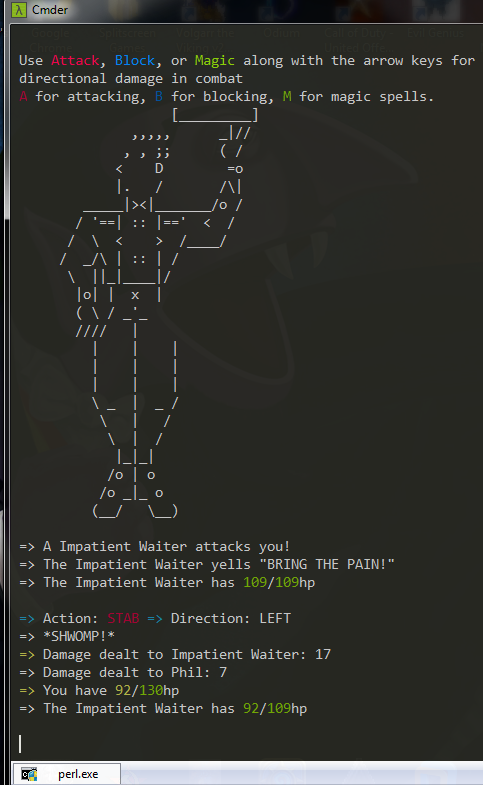 Cmder
Use Attack, Block, or Magic along with the arrow keys for
directional damage in combat
A for attacking, B for blocking, M for magic spells.
=> A Impatient Waiter attacks you!
=> The Impatient Waiter yells "BRING THE PAIN!"
=> The Impatient Waiter has 109/109hp
=> Action: STAB => Direction: LEFT
=> *SHWOMP!*
=> Damage dealt to Impatient Waiter: 17
=> Damage dealt to Phil: 7
=> You have 92/130hp
=> The Impatient Waiter has 92/109hp
perl.exe